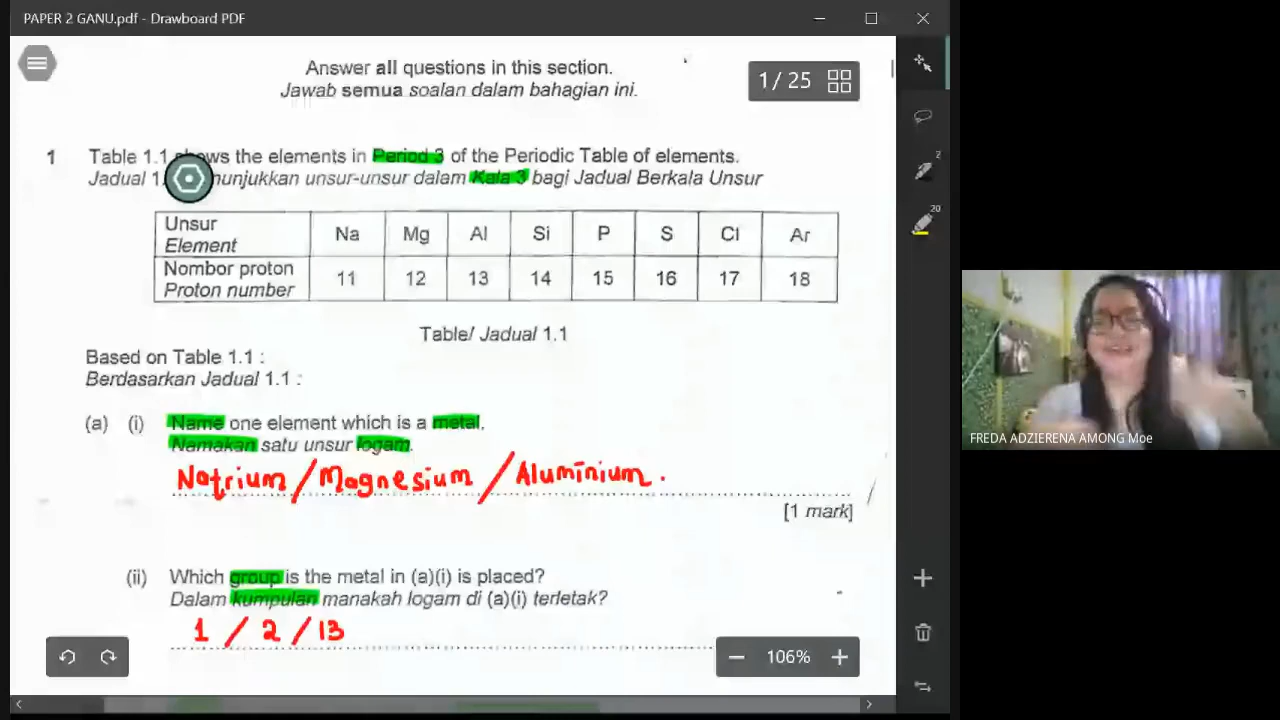 PAPER 2 GANU.pdf - Drawboard PDF
Answer all questions in this section.
Jawab semua soalan dalam bahagian ini.
1 / 25
1 Table 1.1 shows the elements in Period 3 of the Periodic Table of elements.
Jadual 1. nunjukkan unsur-unsur dalam Kala 3 bagi Jadual Berkala Unsur
Unsur
Element Na Mg Al Si P S Cl Ar
Nombor proton
Proton number 11 12 13 14 15 16 17 18
Table/ Jadual 1.1
Based on Table 1.1 :
Berdasarkan Jadual 1.1 :
(a) (i) Name one element which is a metal.
Namakan satu unsur logam.
Natrium / Magnesium / Aluminium.
[1 mark]
(ii) Which group is the metal in (a)(i) is placed?
Dalam kumpulan manakah logam di (a)(i) terletak?
1 / 2 / 13
106%
2
20
FREDA ADZIERENA AMONG Moe